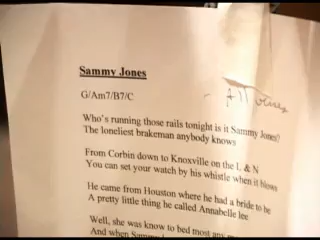 Sammy Jones
G/Am7/B7/C
- All
Who's running those rails tonight is it Sammy Jones?
The loneliest brakeman anybody knows
From Corbin down to Knoxville on the L & N
You can set your watch by his whistle when it blows
He came from Houston where he had a bride to be
A pretty little thing he called Annabelle lee
Well, she was know to bed most any
And when